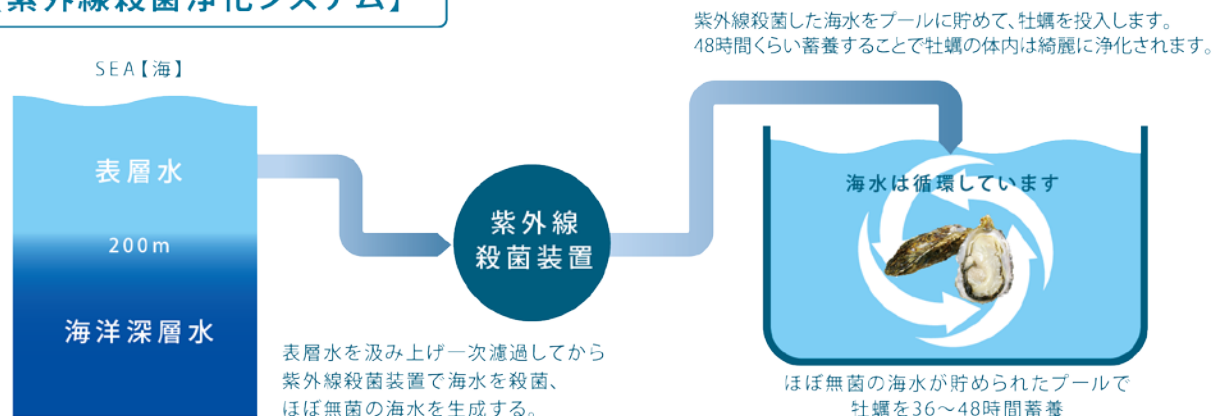 【紫外線殺菌浄化システム】
紫外線殺菌した海水をプールに貯めて、牡蠣を投入します。
48時間くらい蓄養することで牡蠣の体内は綺麗に浄化されます。
SEA【海】
表層水
200m
海洋深層水
紫外線
殺菌装置
表層水を汲み上げ一次濾過してから
紫外線殺菌装置で海水を殺菌、
ほぼ無菌の海水を生成する。
海水は循環しています
ほぼ無菌の海水が貯められたプールで
牡蠣を36～48時間蓄養